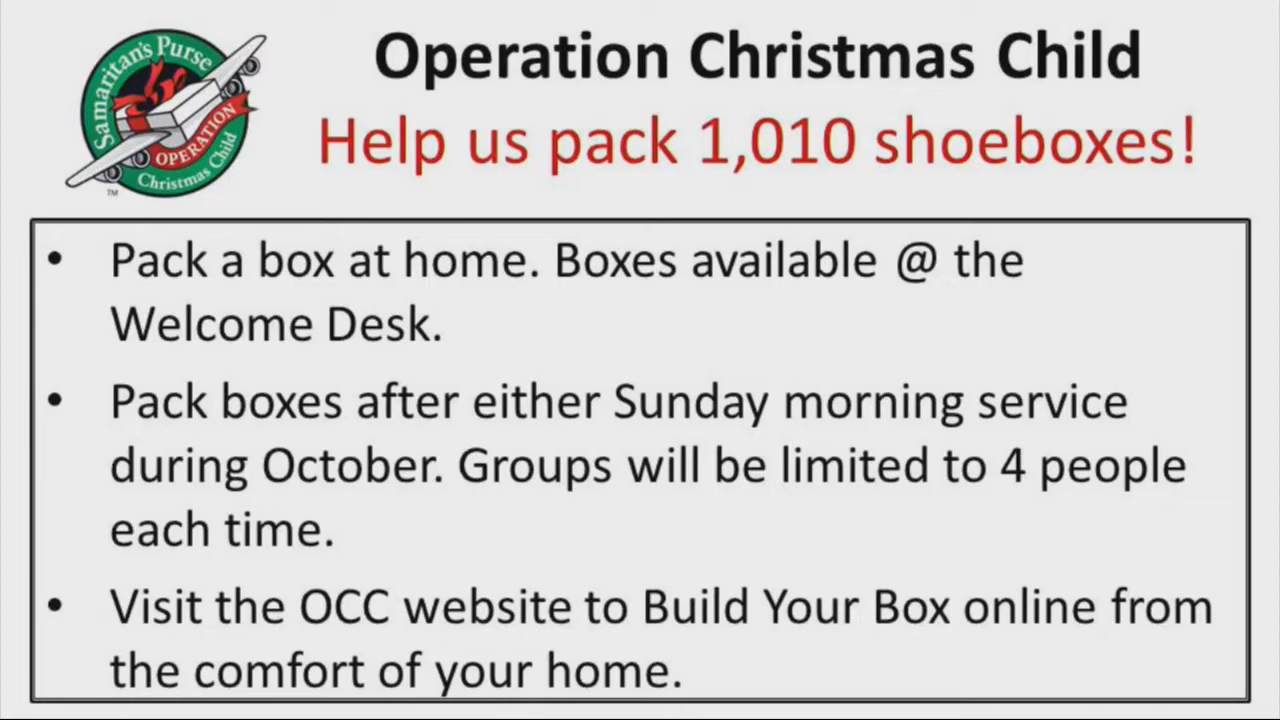 Samaritan's Purse
OPERATION
Christmas Child
TM
Operation Christmas Child
Help us pack 1,010 shoeboxes!
• Pack a box at home. Boxes available @ the
Welcome Desk.
• Pack boxes after either Sunday morning service
during October. Groups will be limited to 4 people
each time.
• Visit the OCC website to Build Your Box online from
the comfort of your home.